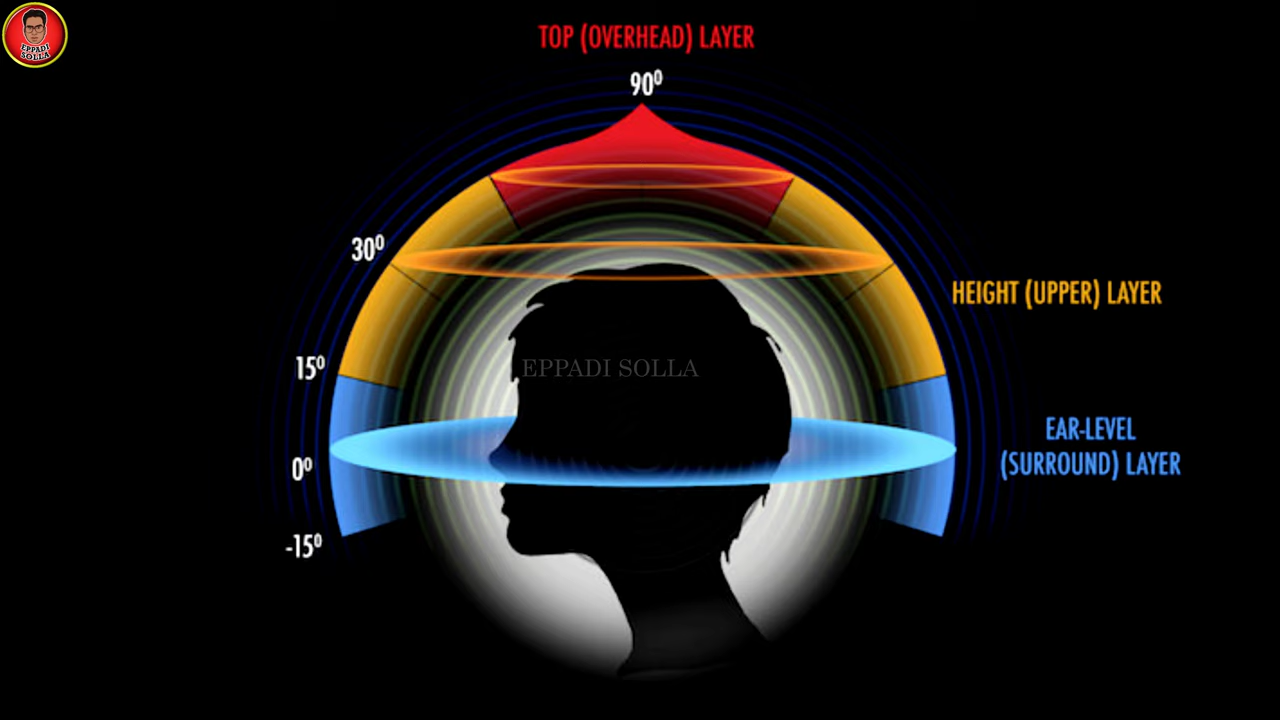 EPPADI
SOLLA
TOP (OVERHEAD) LAYER
90⁰
30⁰
HEIGHT (UPPER) LAYER
15⁰
EPPADI SOLLA
EAR-LEVEL
(SURROUND) LAYER
0⁰
-15⁰